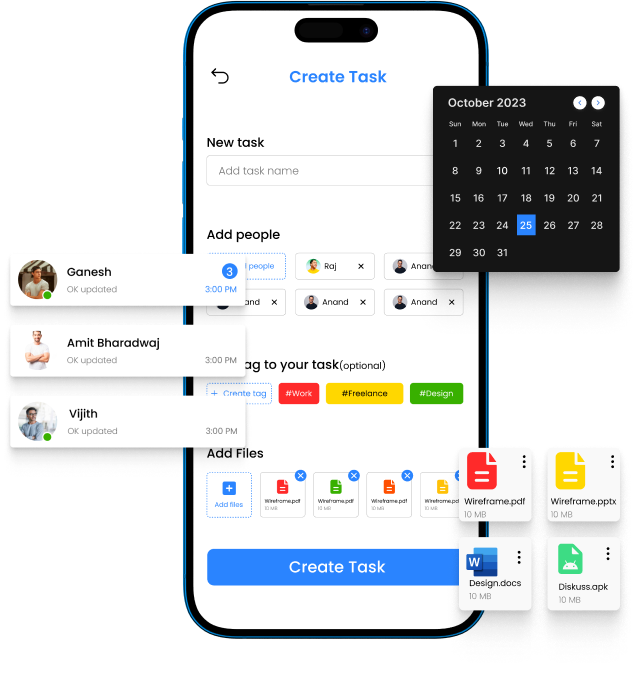 Create Task
October 2023
Sun Mon Tue Wed Thu Fri Sat
1 2 3 4 5 6 7
8 9 10 11 12 13 14
15 16 17 18 19 20 21
22 23 24 25 26 27 28
29 30 31
New task
Add task name
Add people
people
Raj ×
Anan
and ×
Anand ×
Anand ×
Ganesh
3
OK updated
3:00 PM
Amit Bharadwaj
OK updated
3:00 PM
Vijith
OK updated
3:00 PM
ag to your task(optional)
+ Create tag
#Work
#Freelance
#Design
Add Files
Add files
Wireframe.pdf
10 MB
Wireframe.pdf
10 MB
Wireframe.pdf
10 MB
Wireframe.pd
10 MB
Wireframe.pdf
10 MB
Wireframe.pptx
10 MB
W
Design.docs
10 MB
Diskuss.apk
10 MB
Create Task